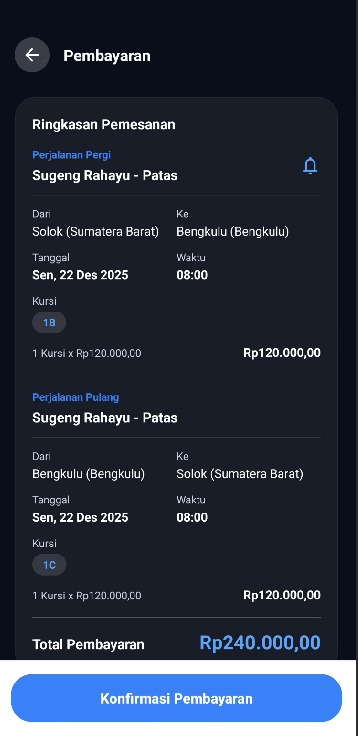 Pembayaran
Ringkasan Pemesanan
Perjalanan Pergi
Sugeng Rahayu - Patas
Dari Ke
Solok (Sumatera Barat) Bengkulu (Bengkulu)
Tanggal Waktu
Sen, 22 Des 2025 08:00
Kursi
1B
1 Kursi x Rp120.000,00 Rp120.000,00
Perjalanan Pulang
Sugeng Rahayu - Patas
Dari Ke
Bengkulu (Bengkulu) Solok (Sumatera Barat)
Tanggal Waktu
Sen, 22 Des 2025 08:00
Kursi
1C
1 Kursi x Rp120.000,00 Rp120.000,00
Total Pembayaran Rp240.000,00
Konfirmasi Pembayaran